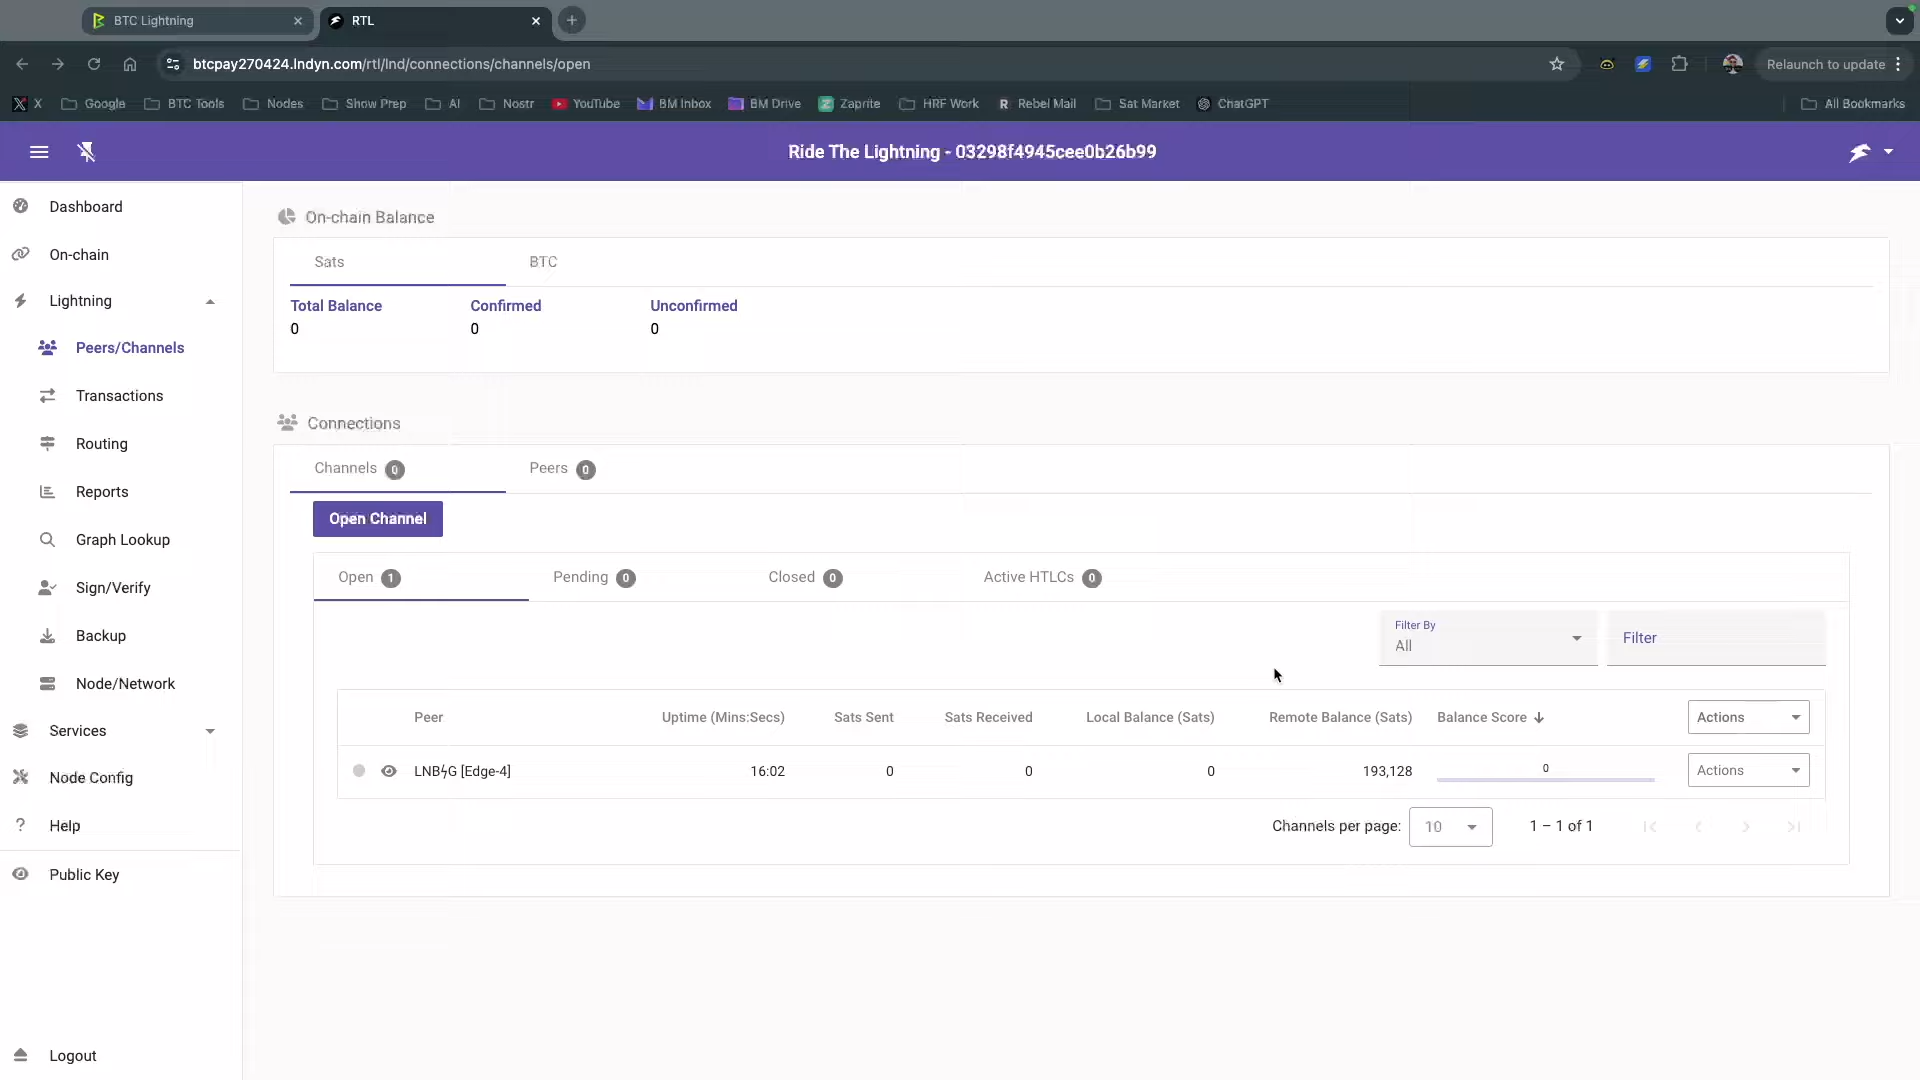 BTC Lightning
RTL
btcpay270424.lndyn.com/rtl/lnd/connections/channels/open
Relaunch to update
X
Google
BTC Tools
Nodes
Show Prep
AI
Nostr
YouTube
BM Inbox
BM Drive
Zaprite
HRF Work
R Rebel Mail
Sat Market
ChatGPT
All Bookmarks
Ride The Lightning - 03298f4945cee0b26b99
Dashboard
On-chain
Lightning
Peers/Channels
Transactions
Routing
Reports
Graph Lookup
Sign/Verify
Backup
Node/Network
Services
Node Config
? Help
Public Key
Logout
On-chain Balance
Sats BTC
Total Balance Confirmed Unconfirmed
0 0 0
Connections
Channels 0 Peers 0
Open Channel
Open 1 Pending 0 Closed 0 Active HTLCs 0
Filter By
All
Filter
Peer Uptime (Mins:Secs) Sats Sent Sats Received Local Balance (Sats) Remote Balance (Sats) Balance Score Actions
LNBϟG [Edge-4] 16:02 0 0 0 193,128 0 Actions
Channels per page: 10 1 – 1 of 1